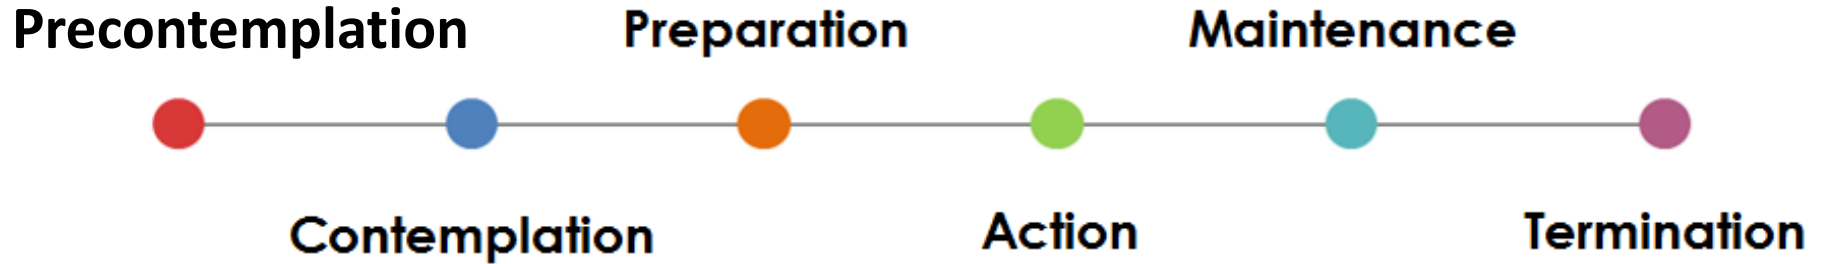 Precontemplation
Preparation
Maintenance
Contemplation
Action
Termination